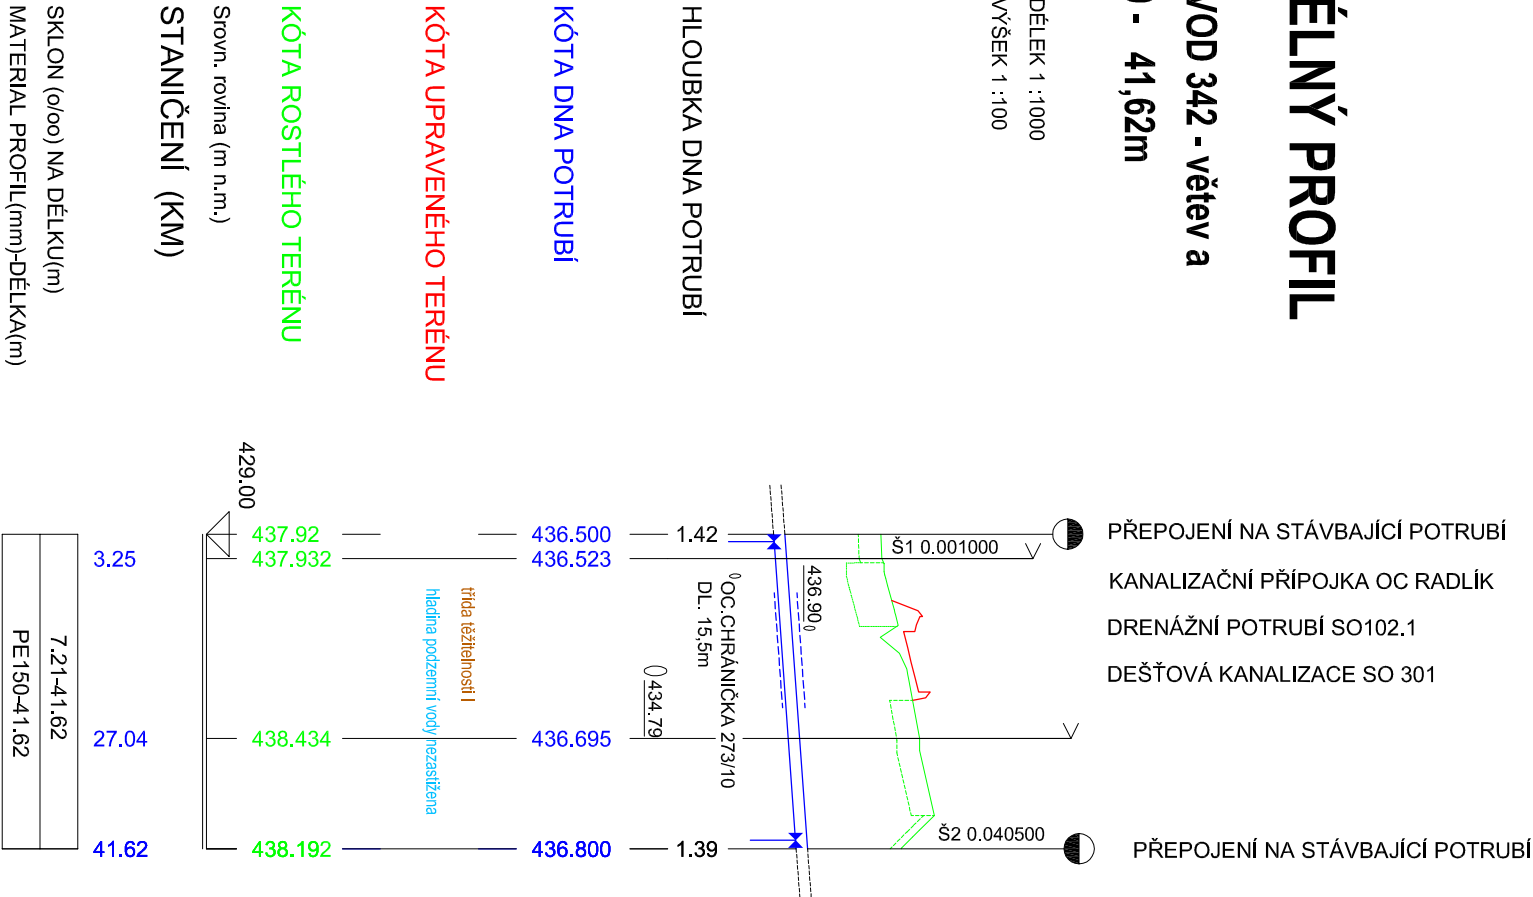 ÉLNÝ PROFIL
VOD 342 - větev a
- 41,62m
DÉLEK 1 :1000
VÝŠEK 1 :100
HLOUBKA DNA POTRUBÍ
KÓTA DNA POTRUBÍ
KÓTA UPRAVENÉHO TERÉNU
KÓTA ROSTLÉHO TERÉNU
Srovn. rovina (m n.m.)
STANIČENÍ (KM)
SKLON (o/oo) NA DÉLKU(m)
MATERIAL PROFIL(mm)-DÉLKA(m)
PŘEPOJENÍ NA STÁVBAJÍCÍ POTRUBÍ
KANALIZAČNÍ PŘÍPOJKA OC RADLÍK
DRENÁŽNÍ POTRUBÍ SO102.1
DEŠŤOVÁ KANALIZACE SO 301
PŘEPOJENÍ NA STÁVBAJÍCÍ POTRUBÍ
Š1 0.001000
Š2 0.040500
436.90
OC.CHRÁNIČKA 273/10
DL. 15,5m
434.79
1.42
1.39
436.500
436.523
436.695
436.800
třída těžitelnosti I
hladina podzemní vody nezastižena
437.92
437.932
438.434
438.192
429.00
3.25
27.04
41.62
7.21-41.62
PE150-41.62